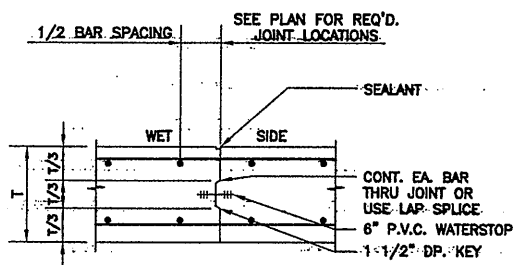 1/2 BAR SPACING
SEE PLAN FOR REQ'D.
JOINT LOCATIONS
SEALANT
WET SIDE
T
T/3
T/3
T/3
CONT. EA. BAR
THRU JOINT OR
USE LAP SPLICE
6" P.V.C. WATERSTOP
1 1/2" DP. KEY